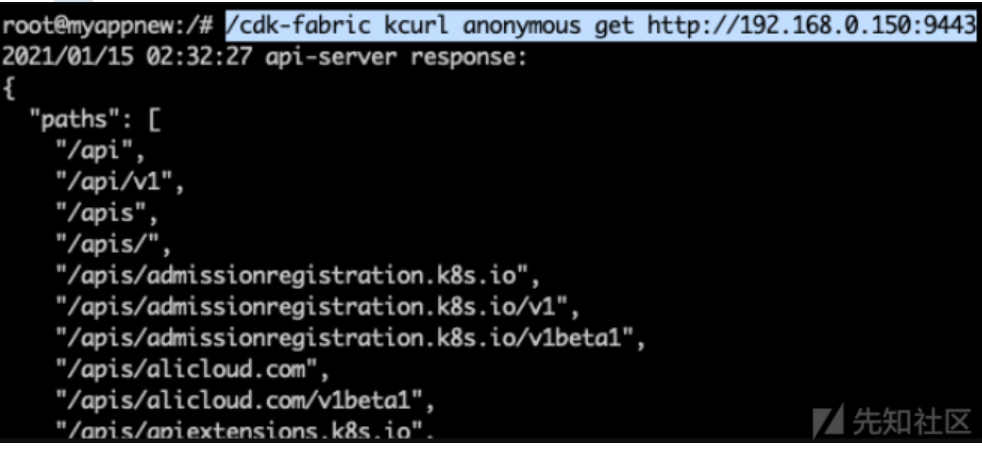 root@myappnew:/# /cdk-fabric kcurl anonymous get http://192.168.0.150:9443
2021/01/15 02:32:27 api-server response:
{
  "paths": [
    "/api",
    "/api/v1",
    "/apis",
    "/apis/",
    "/apis/admissionregistration.k8s.io",
    "/apis/admissionregistration.k8s.io/v1",
    "/apis/admissionregistration.k8s.io/v1beta1",
    "/apis/alicloud.com",
    "/apis/alicloud.com/v1beta1",
    "/apis/apiextensions.k8s.io",
先知社区